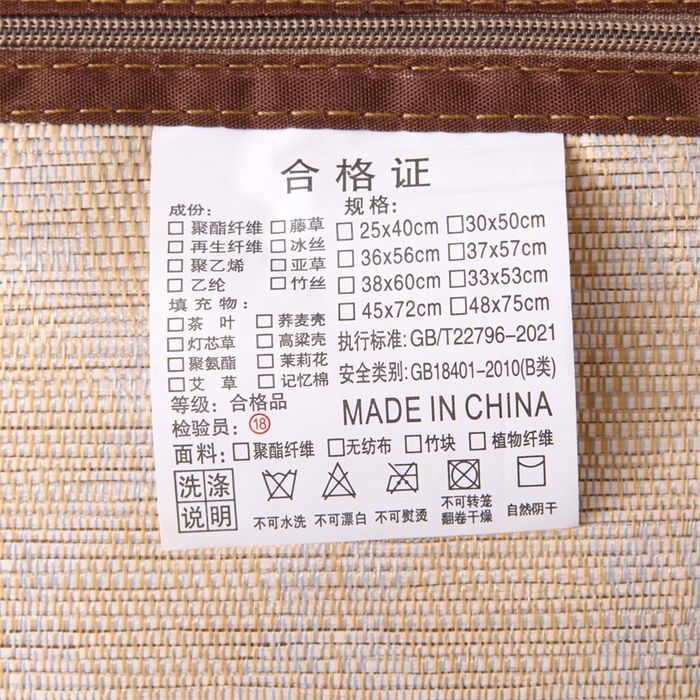 合格证
成份: 规格:
□ 聚酯纤维 □ 藤草 □ 25x40cm □ 30x50cm
□ 再生纤维 □ 冰丝 □ 36x56cm □ 37x57cm
□ 聚乙烯 □ 亚草 □ 38x60cm □ 33x53cm
□ 乙纶 □ 竹丝 □ 45x72cm □ 48x75cm
填充物:
□ 茶叶 □ 荞麦壳
□ 灯芯草 □ 高粱壳
□ 聚氨酯 □ 茉莉花
□ 艾草 □ 记忆棉
执行标准: GB/T22796-2021
安全类别: GB18401-2010(B类)
等级: 合格品
检验员: 18
MADE IN CHINA
面料: □ 聚酯纤维 □ 无纺布 □ 竹块 □ 植物纤维
洗涤
说明
不可水洗 不可漂白 不可熨烫 不可转笼翻卷干燥 自然阴干